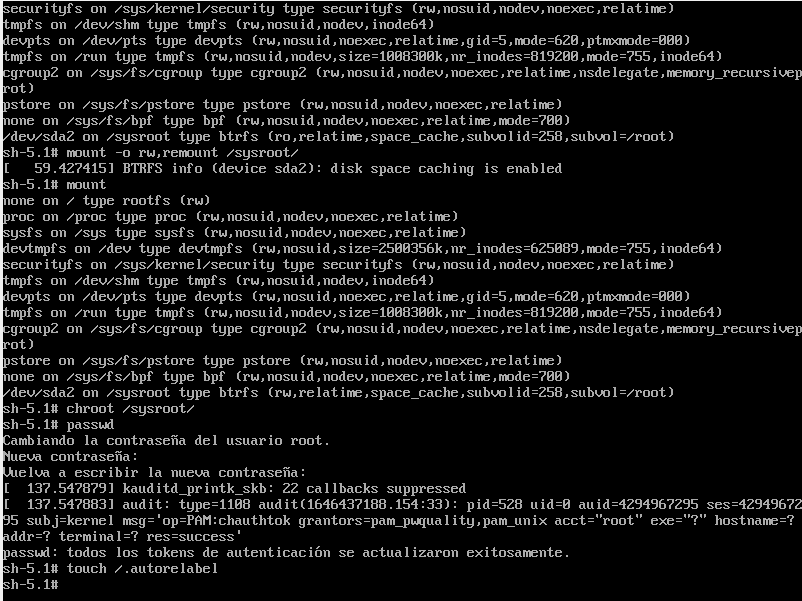 securityfs on /sys/kernel/security type securityfs (rw,nosuid,nodev,noexec,relatime)
tmpfs on /dev/shm type tmpfs (rw,nosuid,nodev,inode64)
devpts on /dev/pts type devpts (rw,nosuid,noexec,relatime,gid=5,mode=620,ptmxmode=000)
tmpfs on /run type tmpfs (rw,nosuid,nodev,size=1008300k,nr_inodes=819200,mode=755,inode64)
cgroup2 on /sys/fs/cgroup type cgroup2 (rw,nosuid,nodev,noexec,relatime,nsdelegate,memory_recursivep
rot)
pstore on /sys/fs/pstore type pstore (rw,nosuid,nodev,noexec,relatime)
none on /sys/fs/bpf type bpf (rw,nosuid,nodev,noexec,relatime,mode=700)
/dev/sda2 on /sysroot type btrfs (ro,relatime,space_cache,subvolid=258,subvol=/root)
sh-5.1# mount -o rw,remount /sysroot/
[   59.427415] BTRFS info (device sda2): disk space caching is enabled
sh-5.1# mount
none on / type rootfs (rw)
proc on /proc type proc (rw,nosuid,nodev,noexec,relatime)
sysfs on /sys type sysfs (rw,nosuid,nodev,noexec,relatime)
devtmpfs on /dev type devtmpfs (rw,nosuid,size=2500356k,nr_inodes=625089,mode=755,inode64)
securityfs on /sys/kernel/security type securityfs (rw,nosuid,nodev,noexec,relatime)
tmpfs on /dev/shm type tmpfs (rw,nosuid,nodev,inode64)
devpts on /dev/pts type devpts (rw,nosuid,noexec,relatime,gid=5,mode=620,ptmxmode=000)
tmpfs on /run type tmpfs (rw,nosuid,nodev,size=1008300k,nr_inodes=819200,mode=755,inode64)
cgroup2 on /sys/fs/cgroup type cgroup2 (rw,nosuid,nodev,noexec,relatime,nsdelegate,memory_recursivep
rot)
pstore on /sys/fs/pstore type pstore (rw,nosuid,nodev,noexec,relatime)
none on /sys/fs/bpf type bpf (rw,nosuid,nodev,noexec,relatime,mode=700)
/dev/sda2 on /sysroot type btrfs (rw,relatime,space_cache,subvolid=258,subvol=/root)
sh-5.1# chroot /sysroot/
sh-5.1# passwd
Cambiando la contraseña del usuario root.
Nueva contraseña:
Vuelva a escribir la nueva contraseña:
[  137.547879] kauditd_printk_skb: 22 callbacks suppressed
[  137.547883] audit: type=1108 audit(1646437188.154:33): pid=528 uid=0 auid=4294967295 ses=42949672
95 subj=kernel msg='op=PAM:chauthtok grantors=pam_pwquality,pam_unix acct="root" exe="?" hostname=?
addr=? terminal=? res=success'
passwd: todos los tokens de autenticación se actualizaron exitosamente.
sh-5.1# touch /.autorelabel
sh-5.1#